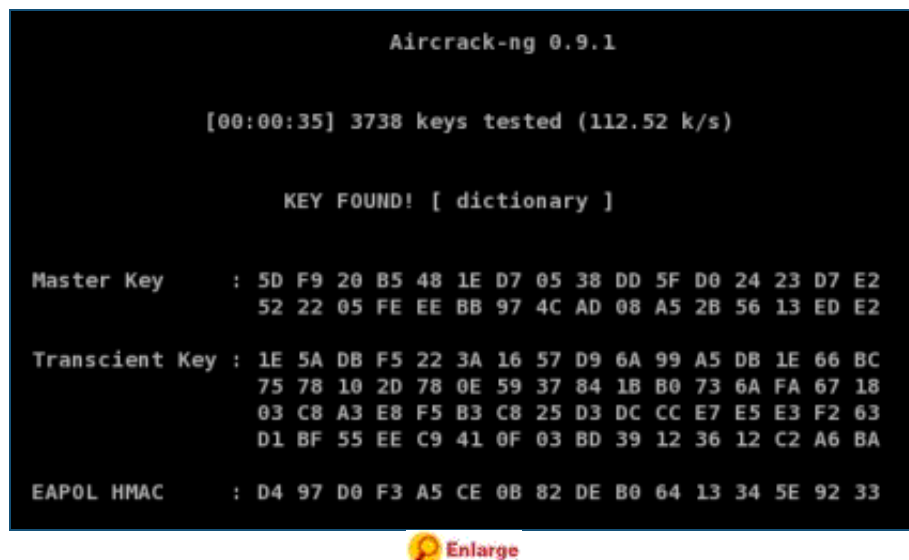 Aircrack-ng 0.9.1
[00:00:35] 3738 keys tested (112.52 k/s)
KEY FOUND! [ dictionary ]
Master Key : 5D F9 20 B5 48 1E D7 05 38 DD 5F D0 24 23 D7 E2
52 22 05 FE EE BB 97 4C AD 08 A5 2B 56 13 ED E2
Transcient Key : 1E 5A DB F5 22 3A 16 57 D9 6A 99 A5 DB 1E 66 BC
75 78 10 2D 78 0E 59 37 84 1B B0 73 6A FA 67 18
03 C8 A3 E8 F5 B3 C8 25 D3 DC CC E7 E5 E3 F2 63
D1 BF 55 EE C9 41 0F 03 BD 39 12 36 12 C2 A6 BA
EAPOL HMAC : D4 97 D0 F3 A5 CE 0B 82 DE B0 64 13 34 5E 92 33
Enlarge